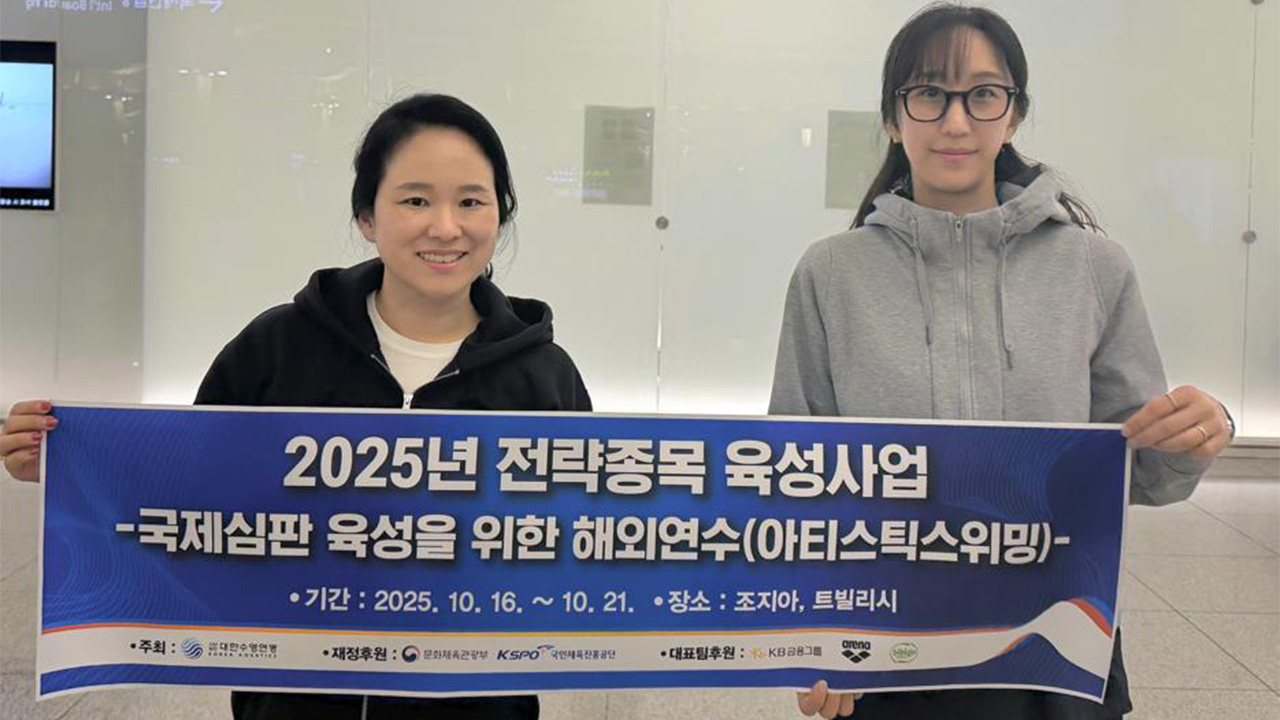 Int'l Boarding
2025년 전략종목 육성사업
-국제심판 육성을 위한 해외연수(아티스틱스위밍)-
•기간 : 2025. 10. 16. ~ 10. 21. •장소 : 조지아, 트빌리시
•주최 : 대한수영연맹 KOREA AQUATICS •재정후원 : 문화체육관광부 KSPO 국민체육진흥공단 •대표팀후원 : KB금융그룹 arena